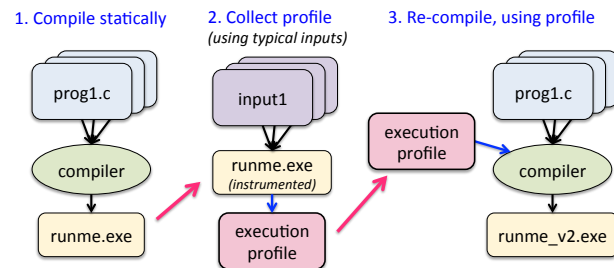 1. Compile statically
2. Collect profile
(using typical inputs)
3. Re-compile, using profile
prog1.c
compiler
runme.exe
input1
runme.exe
(instrumented)
execution
profile
execution
profile
prog1.c
compiler
runme_v2.exe